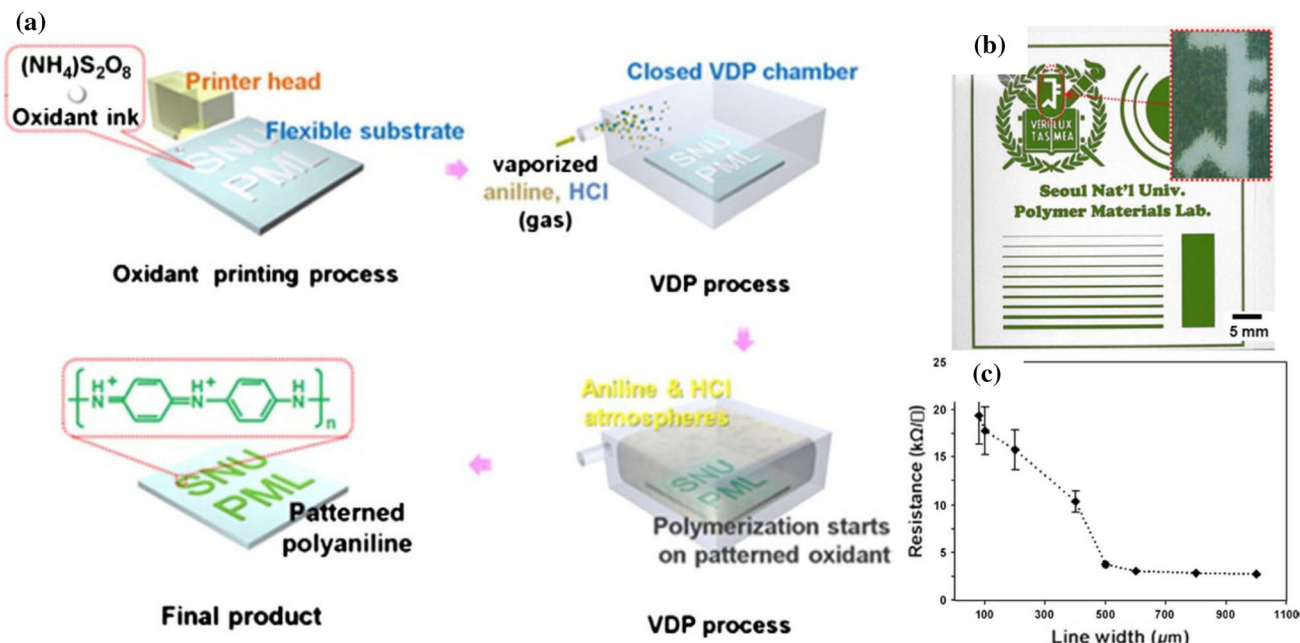 (a)
(NH₄)S₂O₈
Oxidant ink
Printer head
Flexible substrate
SNU
PML
Oxidant printing process
Closed VDP chamber
vaporized
aniline, HCl
(gas)
SNU
PML
VDP process
Aniline & HCl
atmospheres
SNU
PML
Polymerization starts
on patterned oxidant
VDP process
H⁺ H⁺ H
N N N
n
SNU
PML
Patterned
polyaniline
Final product
(b)
VERI LUX
TAS MEA
Seoul Nat'l Univ.
Polymer Materials Lab.
5 mm
(c)
Resistance (kΩ/□)
25
20
15
10
5
0
100 300 500 700 900 1100
Line width (μm)